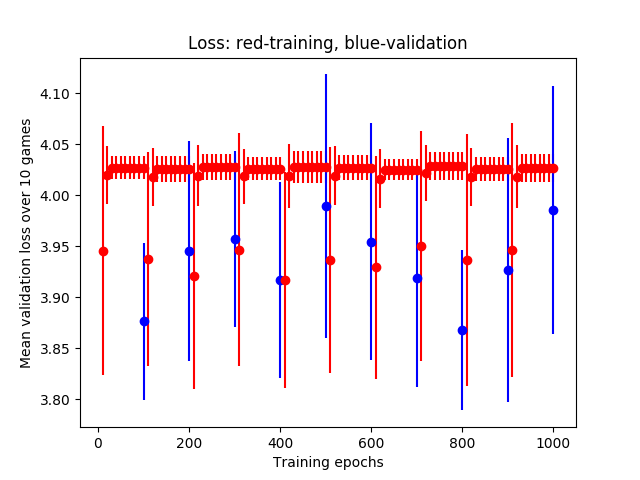 Loss: red-training, blue-validation
Mean validation loss over 10 games
4.10
4.05
4.00
3.95
3.90
3.85
3.80
0 200 400 600 800 1000
Training epochs